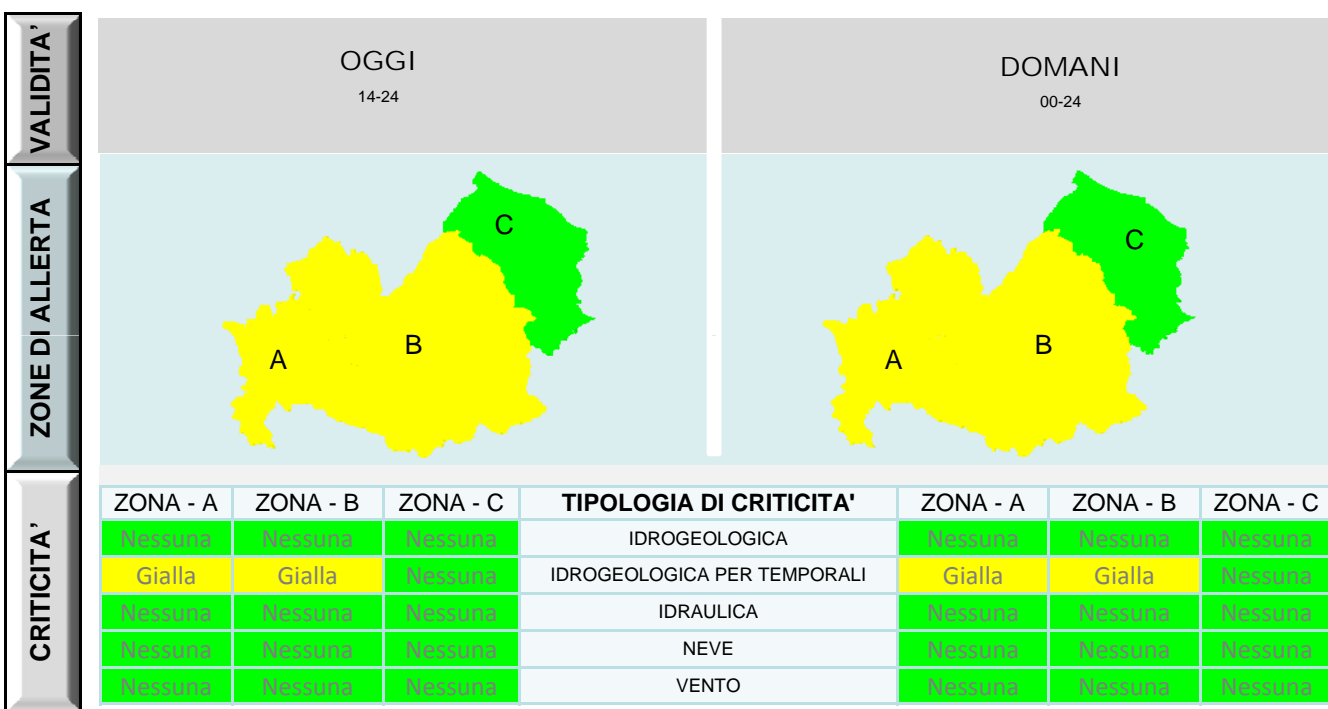 VALIDITA'
OGGI
14-24
DOMANI
00-24
ZONE DI ALLERTA
A
B
C
A
B
C
CRITICITA'
ZONA - A ZONA - B ZONA - C TIPOLOGIA DI CRITICITA' ZONA - A ZONA - B ZONA - C
Nessuna Nessuna Nessuna IDROGEOLOGICA Nessuna Nessuna Nessuna
Gialla Gialla Nessuna IDROGEOLOGICA PER TEMPORALI Gialla Gialla Nessuna
Nessuna Nessuna Nessuna IDRAULICA Nessuna Nessuna Nessuna
Nessuna Nessuna Nessuna NEVE Nessuna Nessuna Nessuna
Nessuna Nessuna Nessuna VENTO Nessuna Nessuna Nessuna